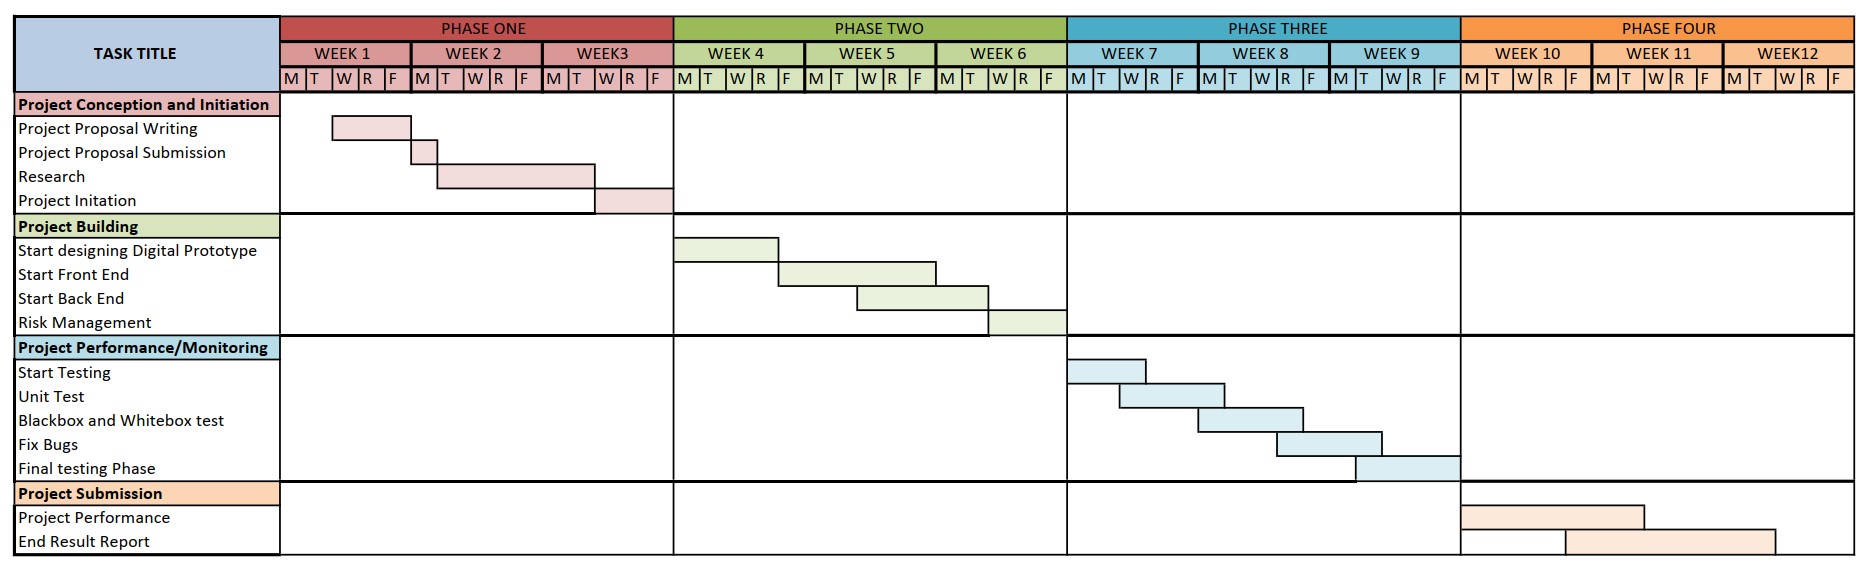 PHASE ONE PHASE TWO PHASE THREE PHASE FOUR
TASK TITLE WEEK 1 WEEK 2 WEEK3 WEEK 4 WEEK 5 WEEK 6 WEEK 7 WEEK 8 WEEK 9 WEEK 10 WEEK 11 WEEK12
M T W R F M T W R F M T W R F M T W R F M T W R F M T W R F M T W R F M T W R F M T W R F M T W R F M T W R F M T W R F
Project Conception and Initiation
Project Proposal Writing
Project Proposal Submission
Research
Project Initation
Project Building
Start designing Digital Prototype
Start Front End
Start Back End
Risk Management
Project Performance/Monitoring
Start Testing
Unit Test
Blackbox and Whitebox test
Fix Bugs
Final testing Phase
Project Submission
Project Performance
End Result Report